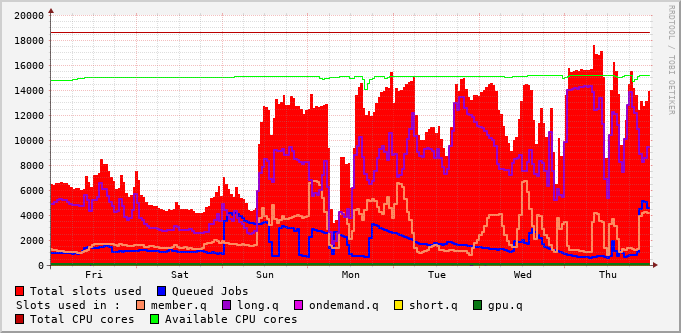 20000
18000
16000
14000
12000
10000
8000
6000
4000
2000
0
Fri Sat Sun Mon Tue Wed Thu
RRDTOOL / TOBI OETIKER
Total slots used Queued Jobs
Slots used in : member.q long.q ondemand.q short.q gpu.q
Total CPU cores Available CPU cores